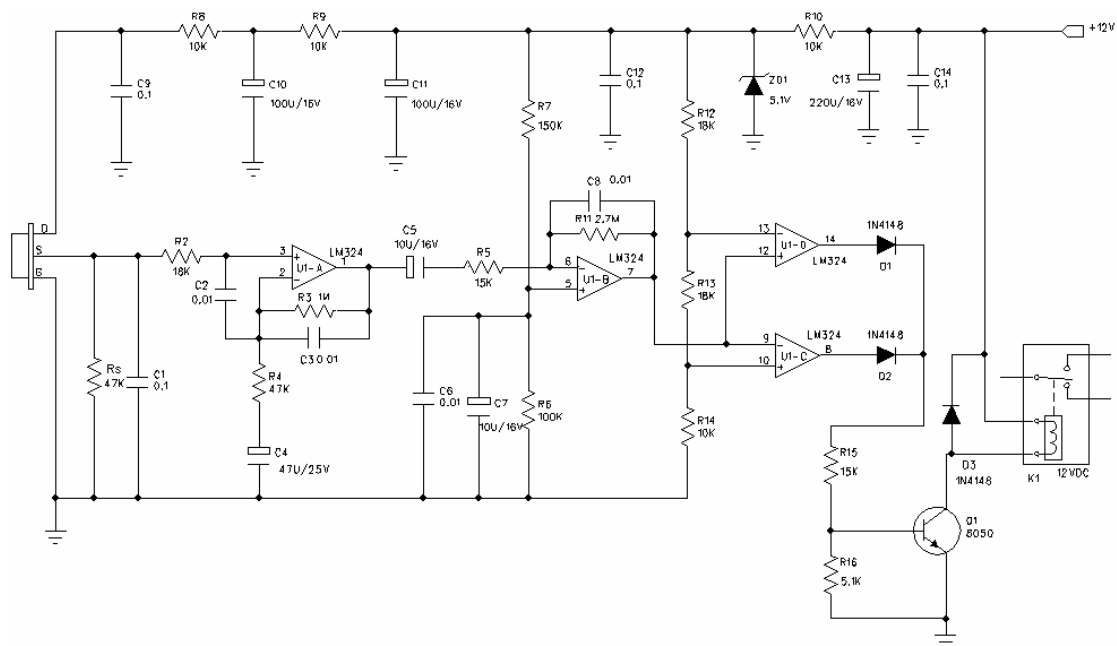 R8
10K
R9
10K
R10
10K
+12V
C9
0.1
C10
100U/16V
C11
100U/16V
R7
150K
C12
0.1
R12
18K
ZD1
5.1V
C13
220U/16V
C14
0.1
D
S
G
R2
18K
C2
0.01
3
+
2
-
U1-A
LM324
1
R3 1M
C3 0.01
C5
10U/16V
R5
15K
C8 0.01
R11 2.7M
6
-
5
+
U1-B
LM324
7
13
-
12
+
U1-D
14
LM324
1N4148
D1
R13
18K
9
-
10
+
U1-C
LM324
8
1N4148
D2
Rs
47K
C1
0.1
R4
47K
C4
47U/25V
C6
0.01
C7
10U/16V
R6
100K
R14
10K
R15
15K
D3
1N4148
K1
12VDC
Q1
8050
R16
5.1K